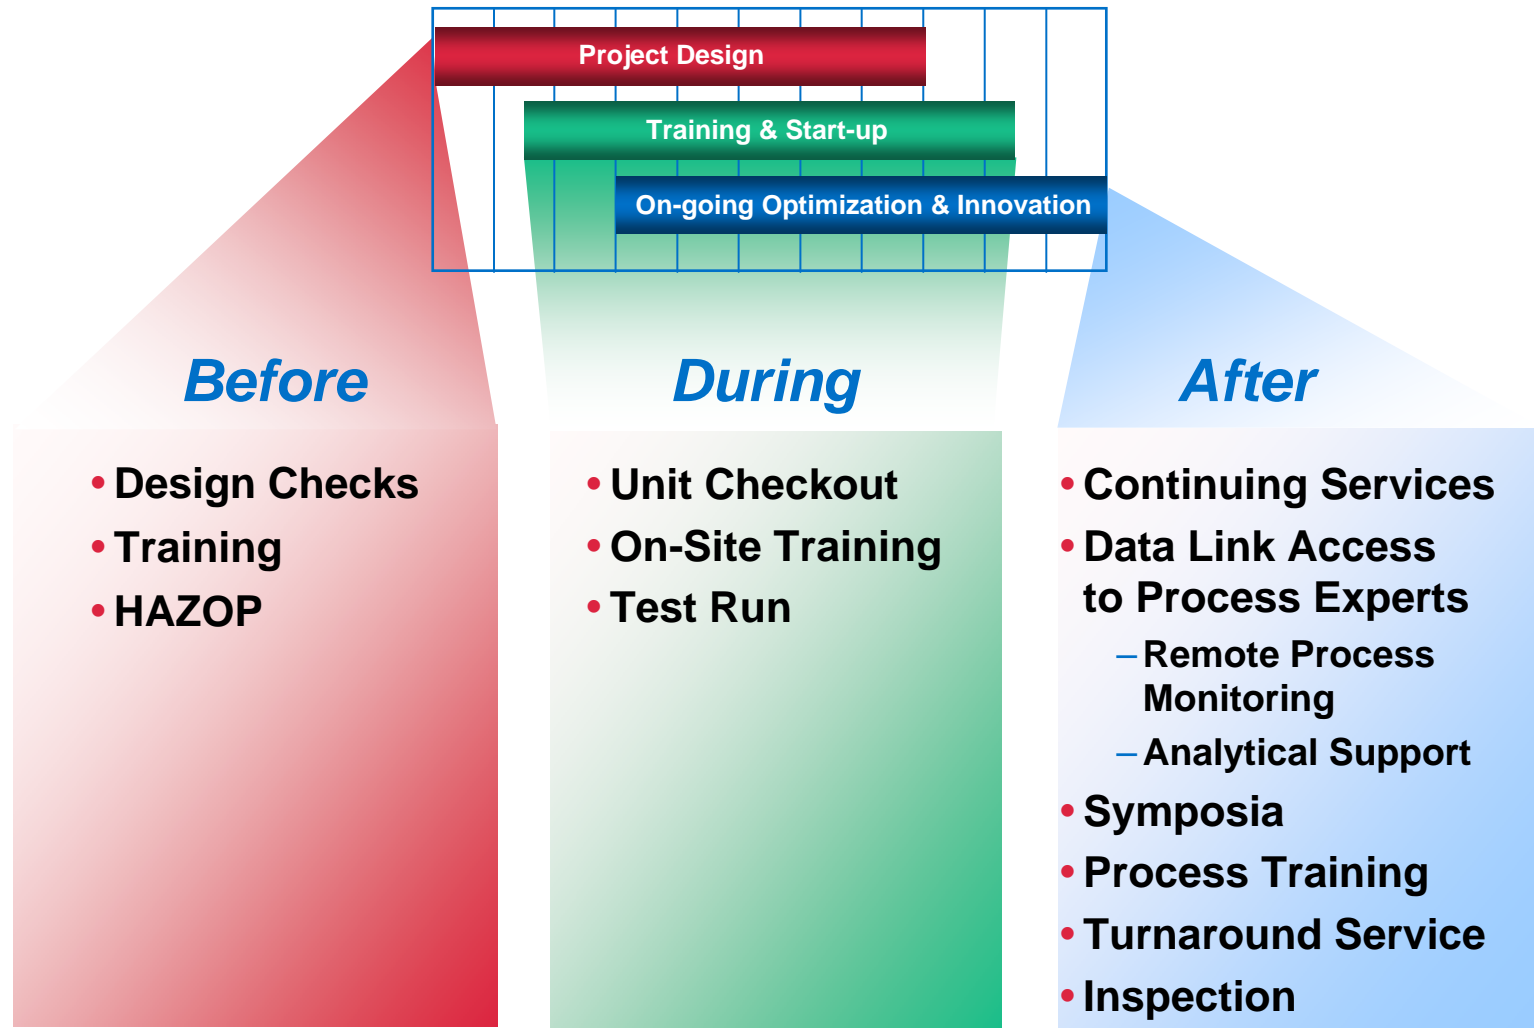 Project Design
Training & Start-up
On-going Optimization & Innovation
Before
• Design Checks
• Training
• HAZOP
During
• Unit Checkout
• On-Site Training
• Test Run
After
• Continuing Services
• Data Link Access
to Process Experts
– Remote Process
Monitoring
– Analytical Support
• Symposia
• Process Training
• Turnaround Service
• Inspection